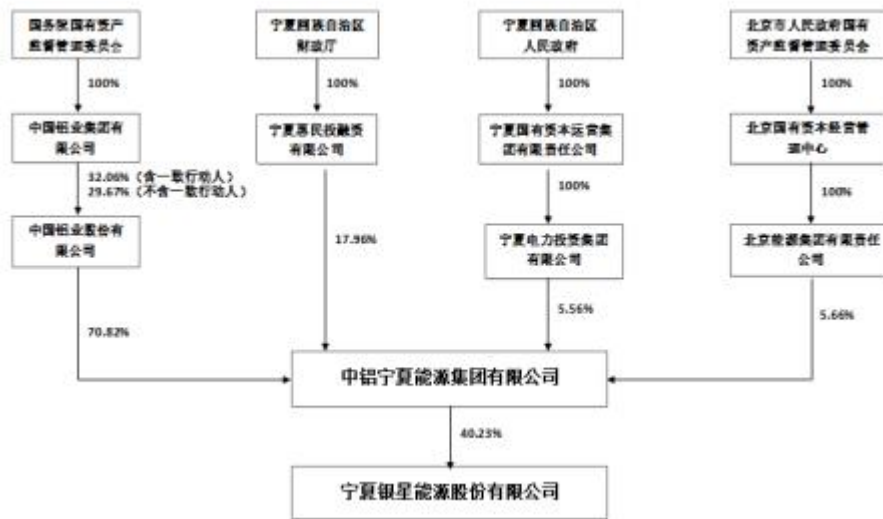 国务院国有资产
监督管理委员会
宁夏回族自治区
财政厅
宁夏回族自治区
人民政府
北京市人民政府国有
资产监督管理委员会
100%
100%
100%
100%
中国铝业集团有
限公司
宁夏惠民投融资
有限公司
宁夏国有资本运营集
团有限责任公司
北京国有资本经营管
理中心
32.06%（含一致行动人）
29.67%（不含一致行动人）
100%
100%
中国铝业股份有
限公司
17.96%
宁夏电力投资集团
有限公司
北京能源集团有限责任
公司
70.82%
5.56%
5.66%
中铝宁夏能源集团有限公司
40.23%
宁夏银星能源股份有限公司